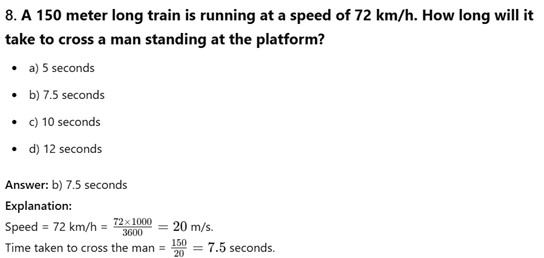 8. A 150 meter long train is running at a speed of 72 km/h. How long will it
take to cross a man standing at the platform?
• a) 5 seconds
• b) 7.5 seconds
• c) 10 seconds
• d) 12 seconds
Answer: b) 7.5 seconds
Explanation:
Speed = 72 km/h = \frac{72×1000}{3600} = 20 m/s.
Time taken to cross the man = \frac{150}{20} = 7.5 seconds.